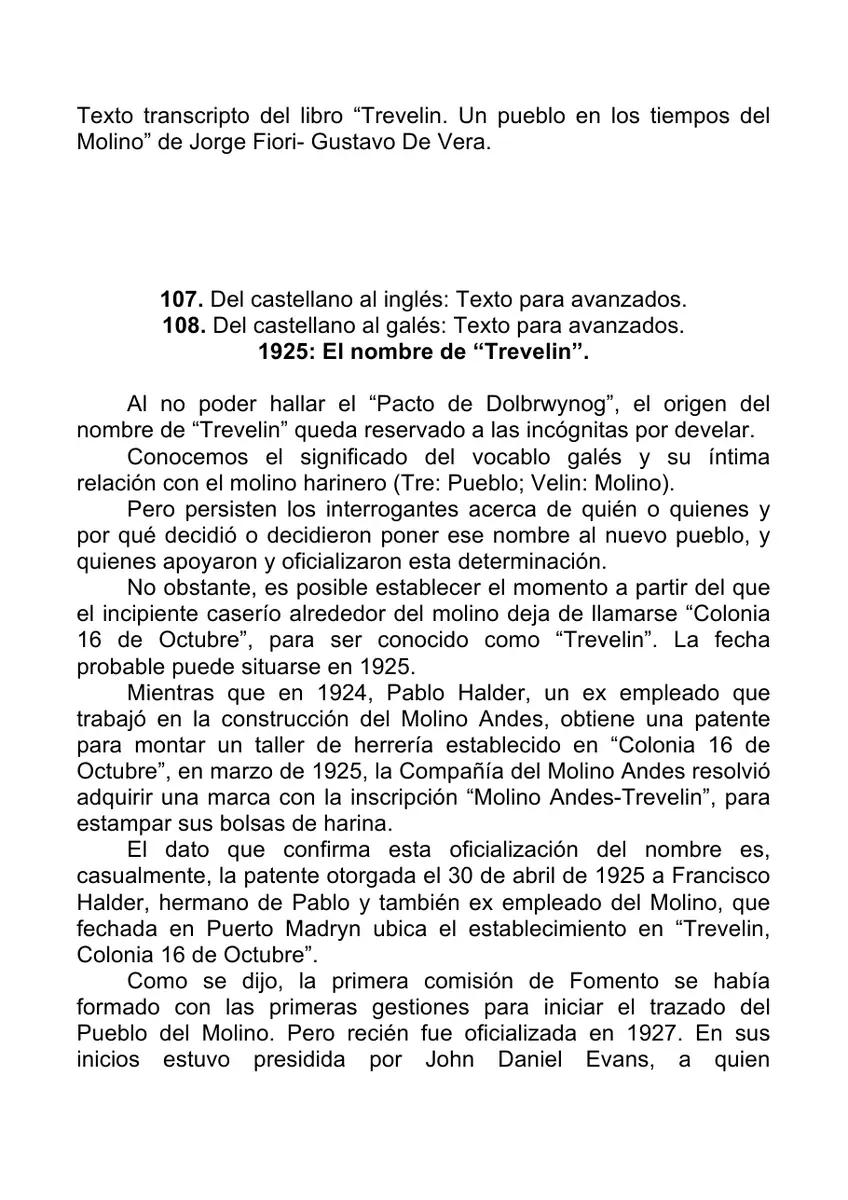 Texto transcripto del libro “Trevelin. Un pueblo en los tiempos del
Molino” de Jorge Fiori- Gustavo De Vera.
107. Del castellano al inglés: Texto para avanzados.
108. Del castellano al galés: Texto para avanzados.
1925: El nombre de “Trevelin”.
Al no poder hallar el “Pacto de Dolbrwynog”, el origen del
nombre de “Trevelin” queda reservado a las incógnitas por develar.
Conocemos el significado del vocablo galés y su íntima
relación con el molino harinero (Tre: Pueblo; Velin: Molino).
Pero persisten los interrogantes acerca de quién o quienes y
por qué decidió o decidieron poner ese nombre al nuevo pueblo, y
quienes apoyaron y oficializaron esta determinación.
No obstante, es posible establecer el momento a partir del que
el incipiente caserío alrededor del molino deja de llamarse “Colonia
16 de Octubre”, para ser conocido como “Trevelin”. La fecha
probable puede situarse en 1925.
Mientras que en 1924, Pablo Halder, un ex empleado que
trabajó en la construcción del Molino Andes, obtiene una patente
para montar un taller de herrería establecido en “Colonia 16 de
Octubre”, en marzo de 1925, la Compañía del Molino Andes resolvió
adquirir una marca con la inscripción “Molino Andes-Trevelin”, para
estampar sus bolsas de harina.
El dato que confirma esta oficialización del nombre es,
casualmente, la patente otorgada el 30 de abril de 1925 a Francisco
Halder, hermano de Pablo y también ex empleado del Molino, que
fechada en Puerto Madryn ubica el establecimiento en “Trevelin,
Colonia 16 de Octubre”.
Como se dijo, la primera comisión de Fomento se había
formado con las primeras gestiones para iniciar el trazado del
Pueblo del Molino. Pero recién fue oficializada en 1927. En sus
inicios estuvo presidida por John Daniel Evans, a quien